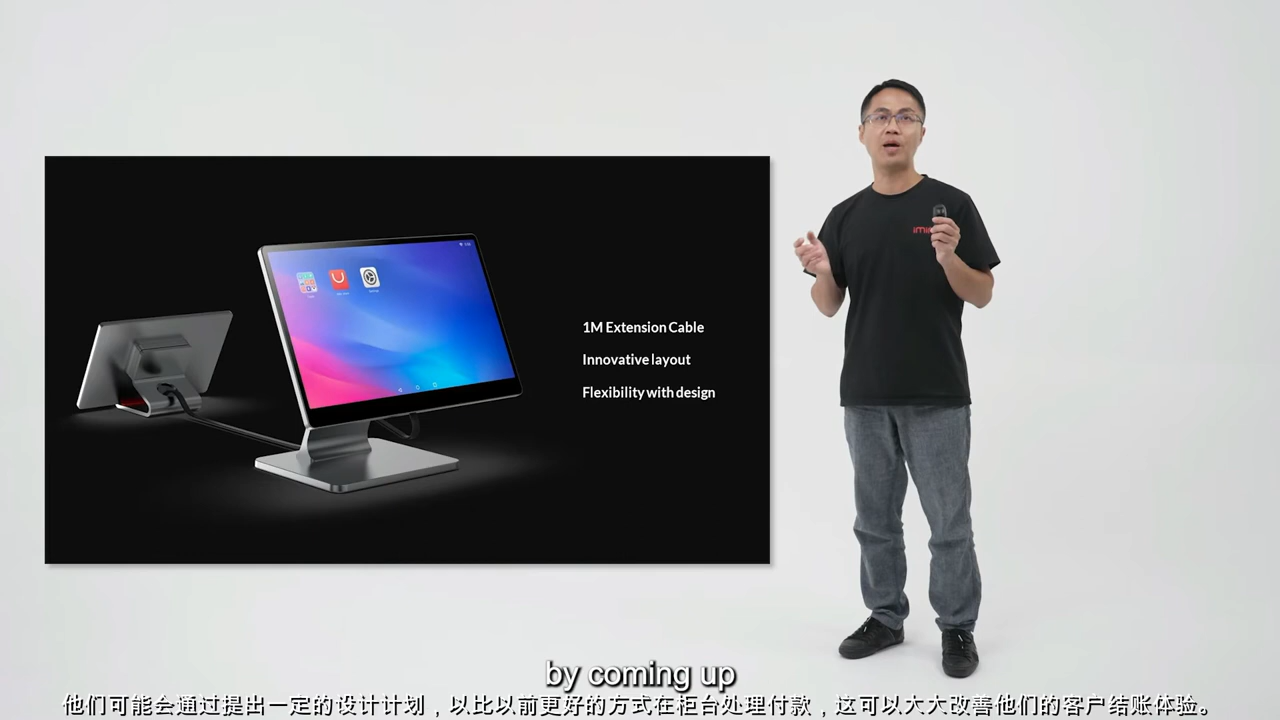 1M Extension Cable
Innovative layout
Flexibility with design
by coming up
他们可能会通过提出一定的设计计划，以比以前更好的方式在柜台处理付款，这可以大大改善他们的客户结账体验。